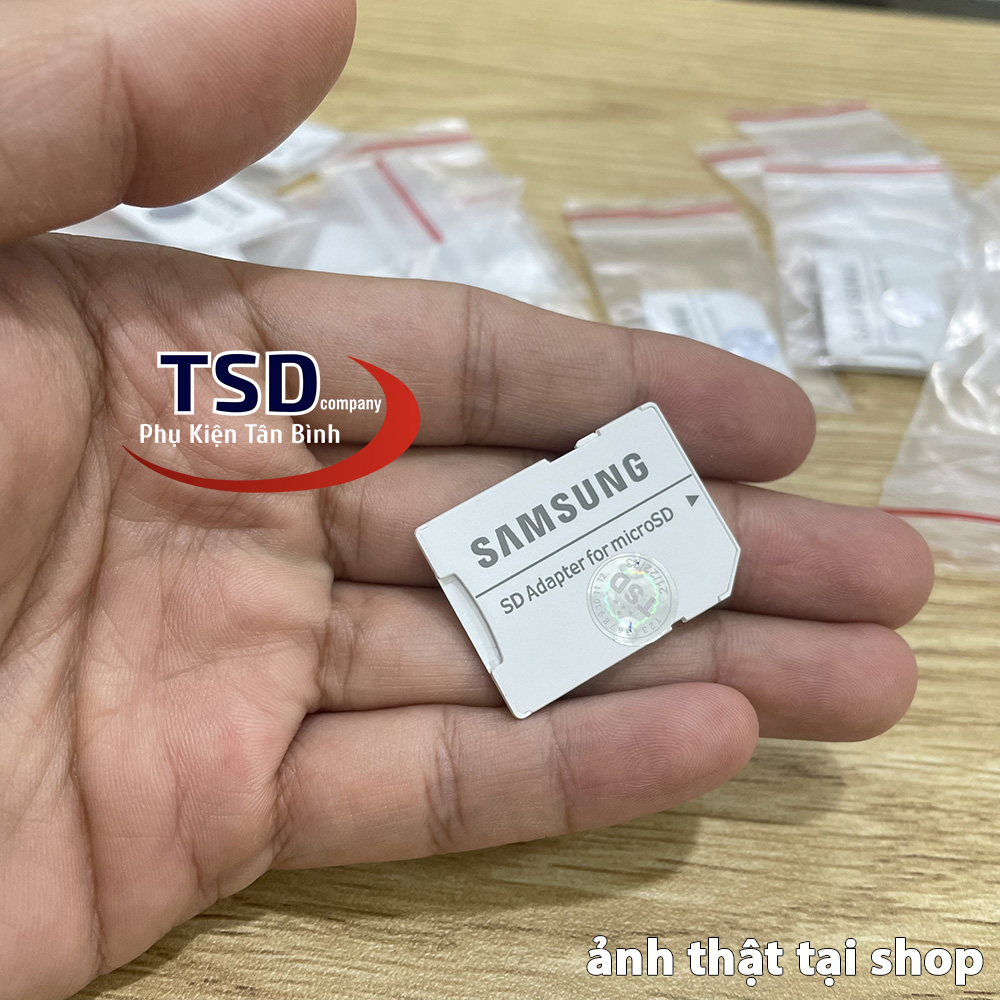 TSD
company
Phụ Kiện Tân Bình
SAMSUNG
SD Adapter for microSD
ảnh thật tại shop